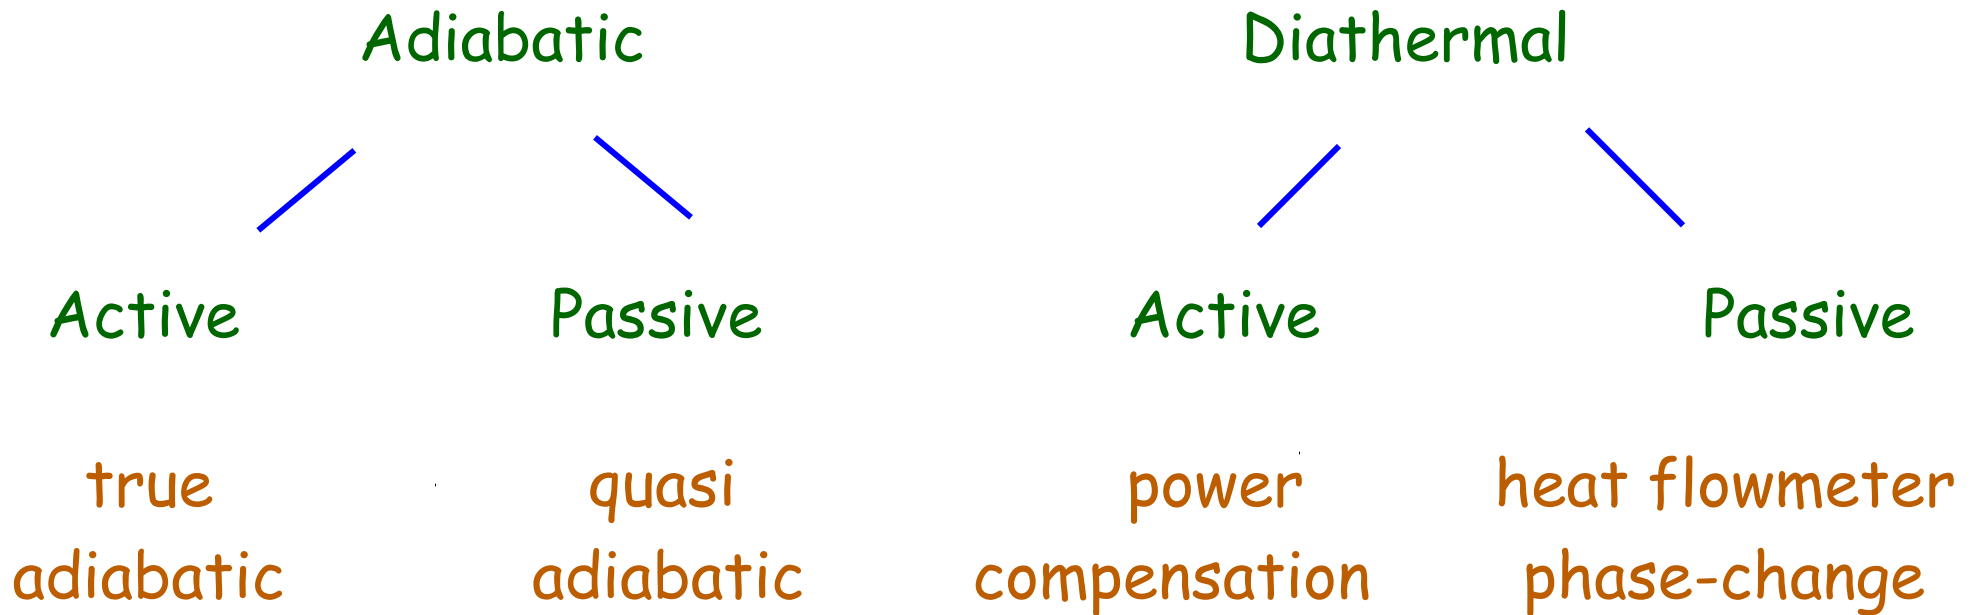 Adiabatic Diathermal
Active Passive Active Passive
true quasi power heat flowmeter
adiabatic adiabatic compensation phase-change